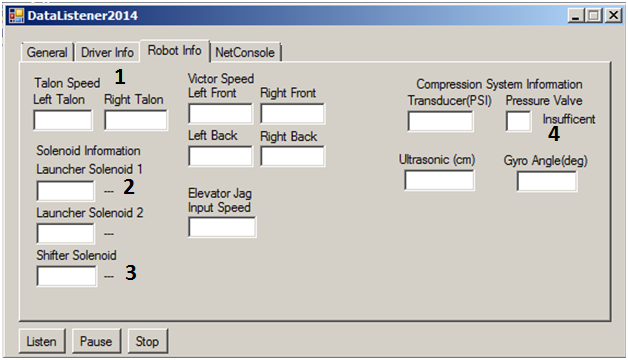 DataListener2014
General Driver Info Robot Info NetConsole
Talon Speed 1
Left Talon Right Talon
Solenoid Information
Launcher Solenoid 1
--- 2
Launcher Solenoid 2
---
Shifter Solenoid
--- 3
Victor Speed
Left Front Right Front
Left Back Right Back
Elevator Jag
Input Speed
Compression System Information
Transducer(PSI) Pressure Valve
Insufficent
4
Ultrasonic (cm) Gyro Angle(deg)
Listen Pause Stop